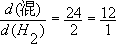 d(混)/d(H₂) = 24/2 = 12/1